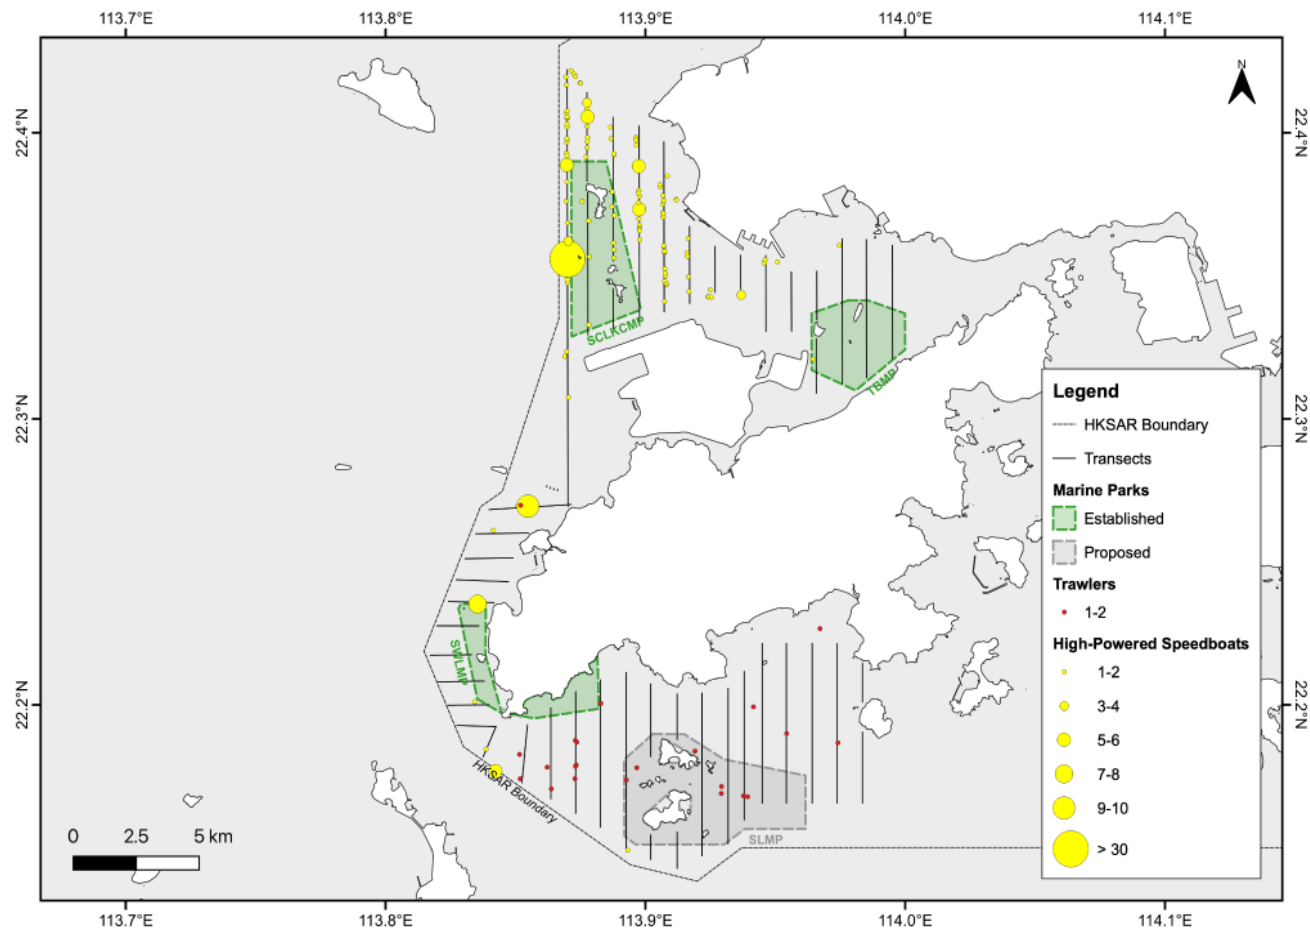 113.7°E 113.8°E 113.9°E 114.0°E 114.1°E
N
22.4°N 22.4°N
SCLKCMP
TBMP
22.3°N 22.3°N
Legend
HKSAR Boundary
Transects
Marine Parks
Established
Proposed
Trawlers
1-2
High-Powered Speedboats
1-2
3-4
5-6
7-8
9-10
> 30
SWLMP
22.2°N 22.2°N
HKSAR Boundary
SLMP
0 2.5 5 km
113.7°E 113.8°E 113.9°E 114.0°E 114.1°E